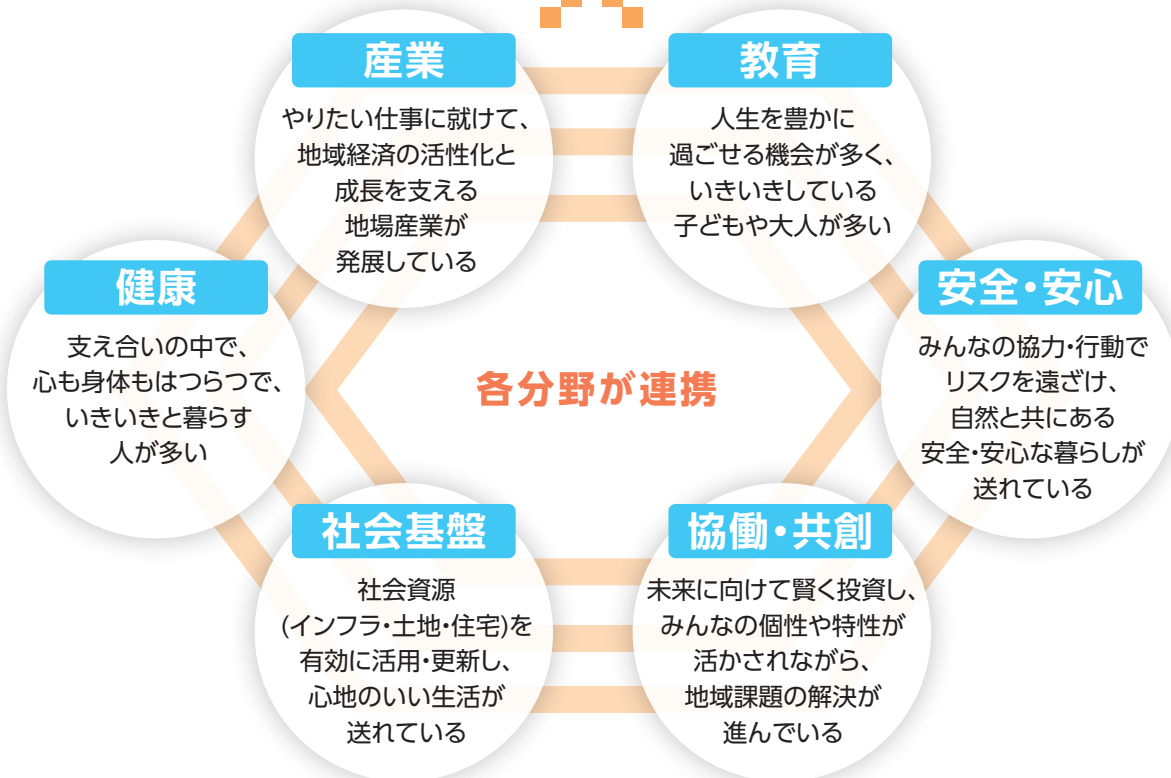 産業
やりたい仕事に就けて、
地域経済の活性化と
成長を支える
地場産業が
発展している
教育
人生を豊かに
過ごせる機会が多く、
いきいきしている
子どもや大人が多い
健康
支え合いの中で、
心も身体もはつらつで、
いきいきと暮らす
人が多い
各分野が連携
安全・安心
みんなの協力・行動で
リスクを遠ざけ、
自然と共にある
安全・安心な暮らしが
送れている
社会基盤
社会資源
(インフラ・土地・住宅)を
有効に活用・更新し、
心地のいい生活が
送れている
協働・共創
未来に向けて賢く投資し、
みんなの個性や特性が
活かされながら、
地域課題の解決が
進んでいる